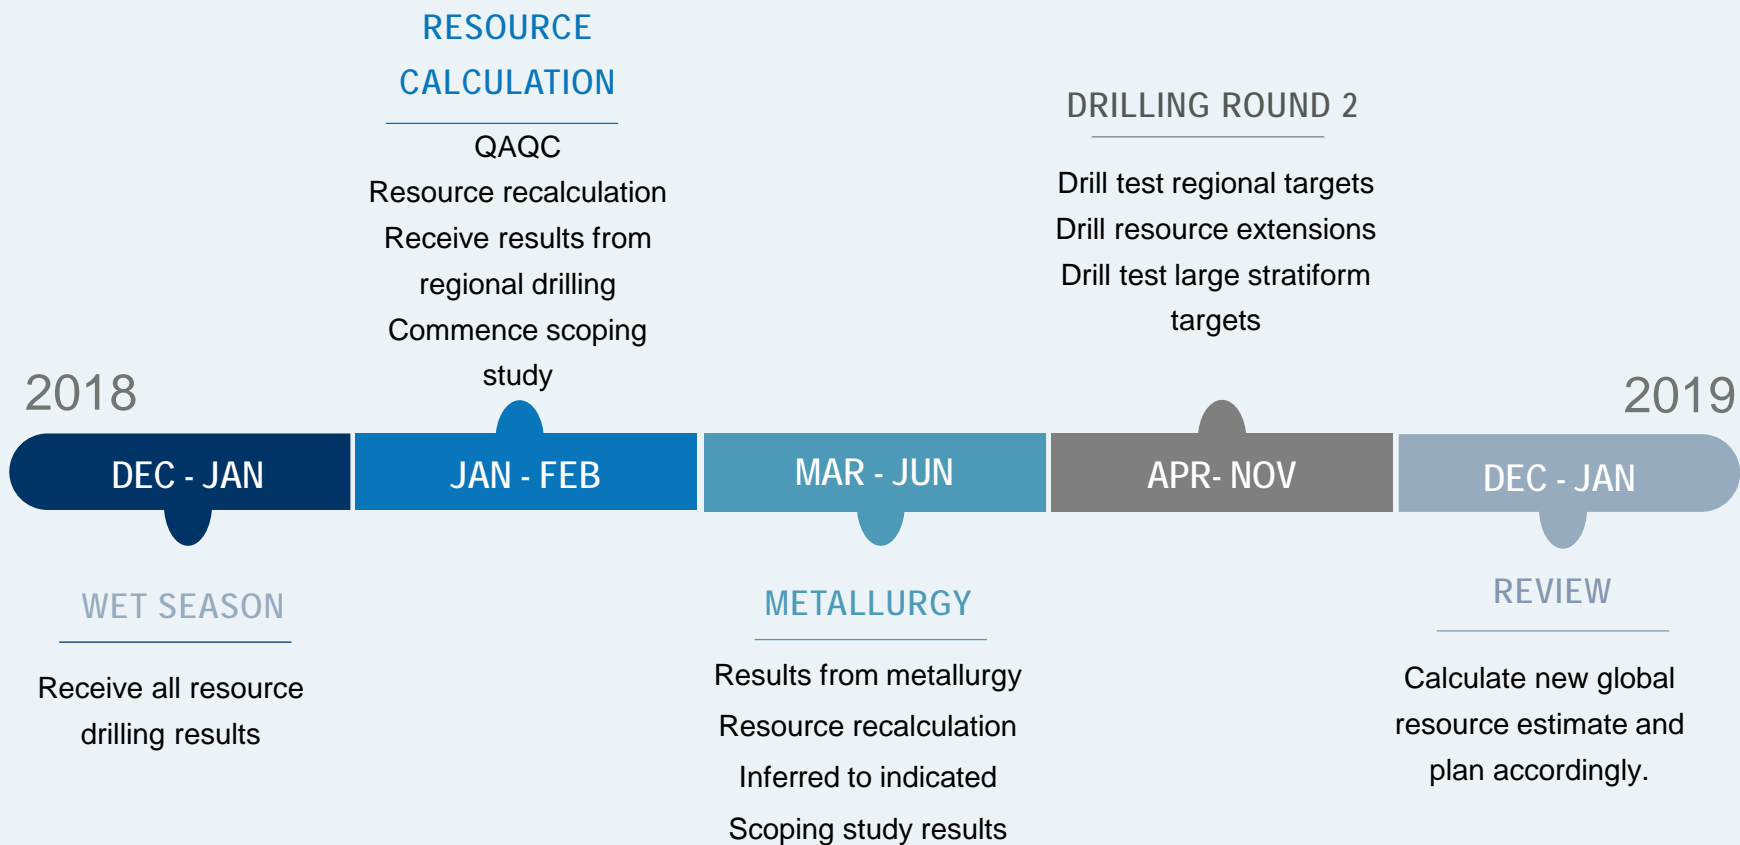 RESOURCE
CALCULATION
QAQC
Resource recalculation
Receive results from
regional drilling
Commence scoping
study
DRILLING ROUND 2
Drill test regional targets
Drill resource extensions
Drill test large stratiform
targets
2018
2019
DEC - JAN
JAN - FEB
MAR - JUN
APR- NOV
DEC - JAN
WET SEASON
Receive all resource
drilling results
METALLURGY
Results from metallurgy
Resource recalculation
Inferred to indicated
Scoping study results
REVIEW
Calculate new global
resource estimate and
plan accordingly.